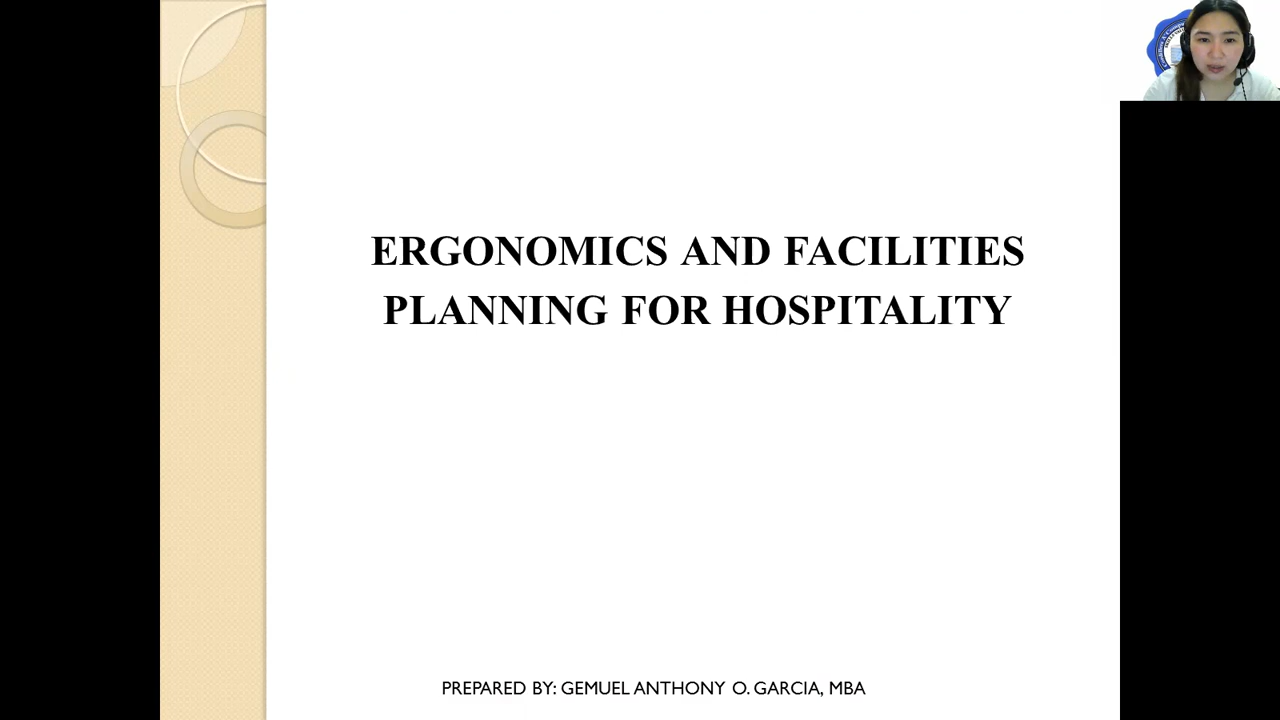 ERGONOMICS AND FACILITIES
PLANNING FOR HOSPITALITY
PREPARED BY: GEMUEL ANTHONY O. GARCIA, MBA